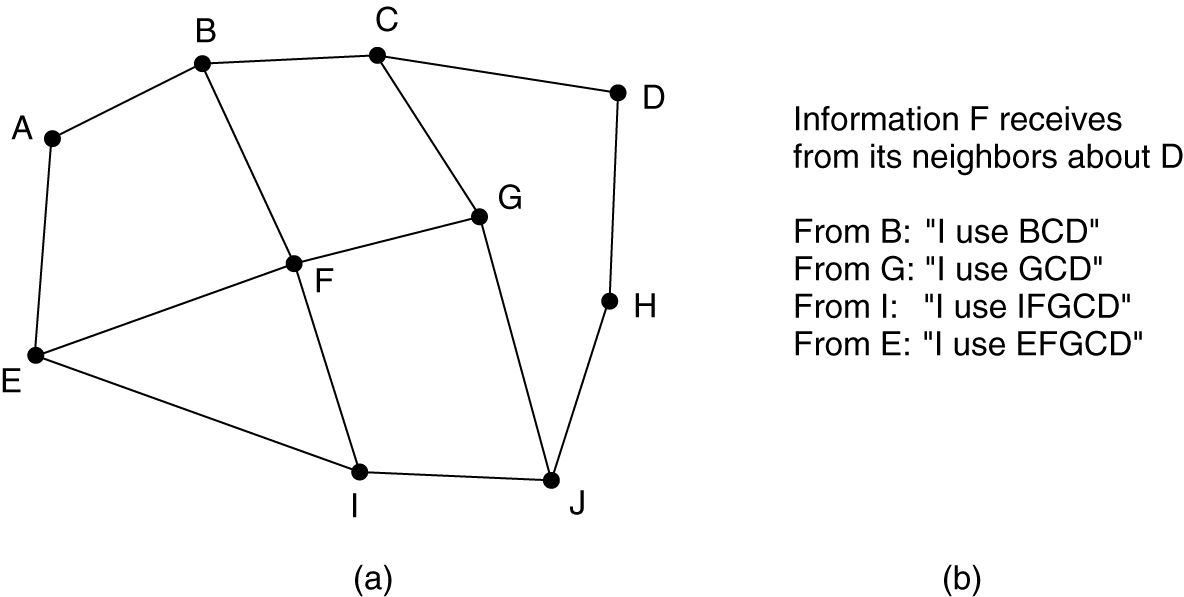 C
B
D
A
Information F receives
from its neighbors about D
G
From B: "I use BCD"
From G: "I use GCD"
F
From I: "I use IFGCD"
H
From E: "I use EFGCD"
E
I
J
(a)
(b)